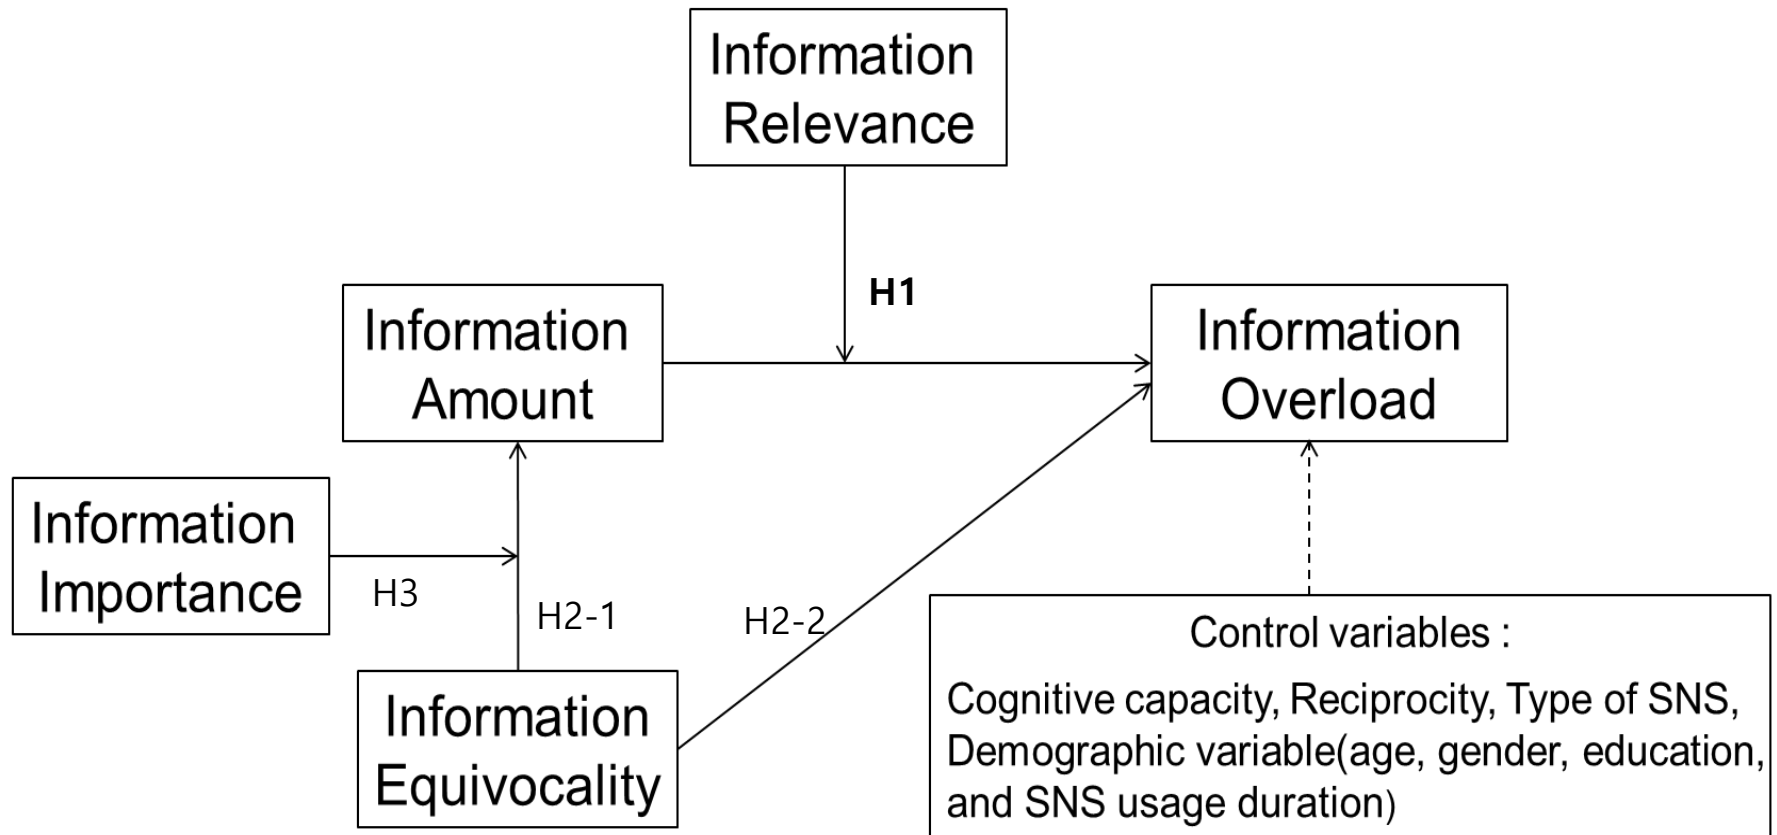 Information
Relevance
H1
Information
Amount
Information
Overload
Information
Importance
H3
H2-1
H2-2
Information
Equivocality
Control variables :
Cognitive capacity, Reciprocity, Type of SNS,
Demographic variable(age, gender, education,
and SNS usage duration)